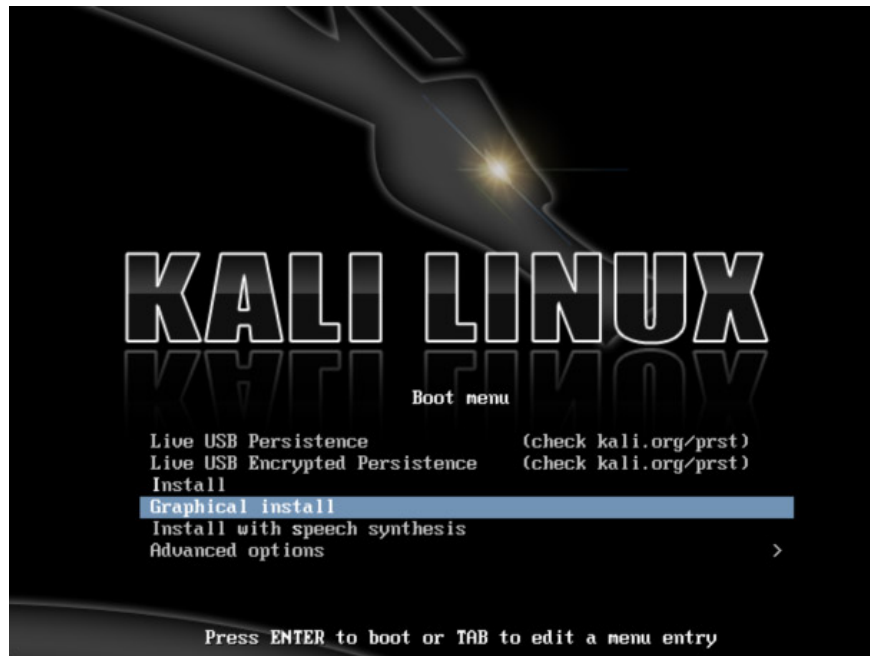 KALI LINUX
Boot menu
Live USB Persistence (check kali.org/prst)
Live USB Encrypted Persistence (check kali.org/prst)
Install
Graphical install
Install with speech synthesis
Advanced options >
Press ENTER to boot or TAB to edit a menu entry